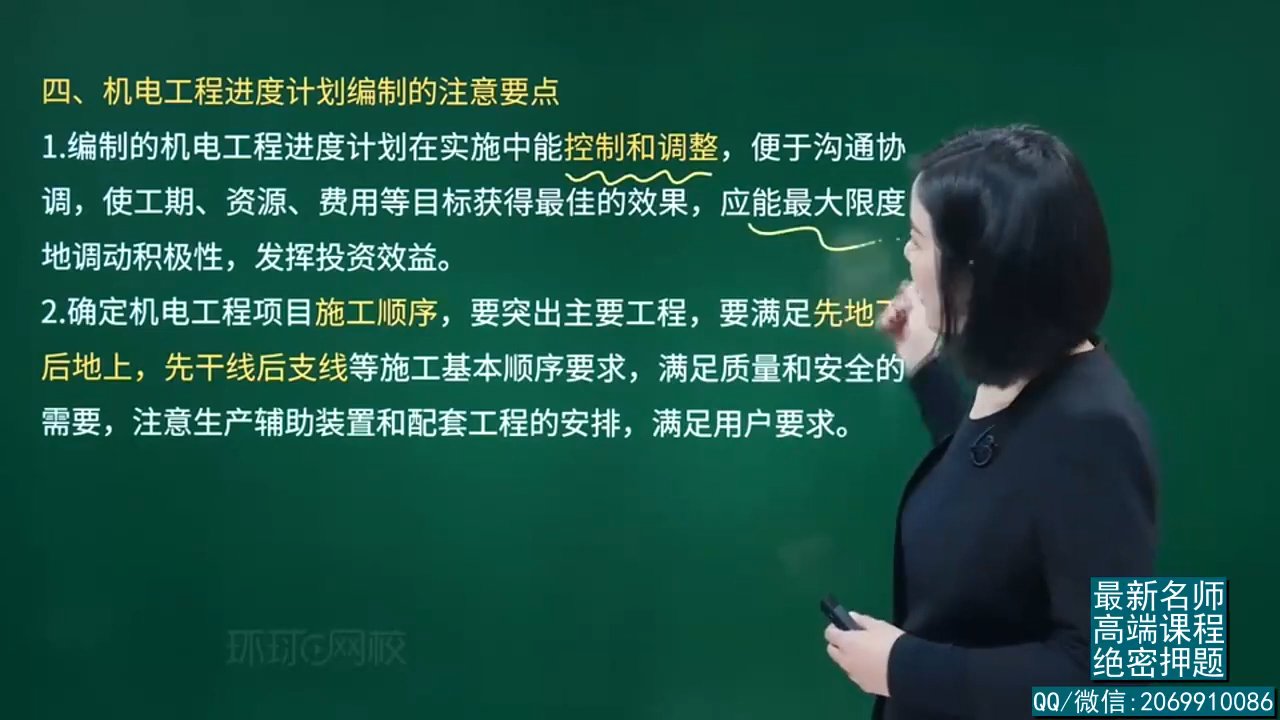 四、机电工程进度计划编制的注意要点
1.编制的机电工程进度计划在实施中能控制和调整，便于沟通协
调，使工期、资源、费用等目标获得最佳的效果，应能最大限度
地调动积极性，发挥投资效益。
2.确定机电工程项目施工顺序，要突出主要工程，要满足先地
后地上，先干线后支线等施工基本顺序要求，满足质量和安全的
需要，注意生产辅助装置和配套工程的安排，满足用户要求。
环球网校
最新名师
高端课程
绝密押题
QQ/微信:2069910086